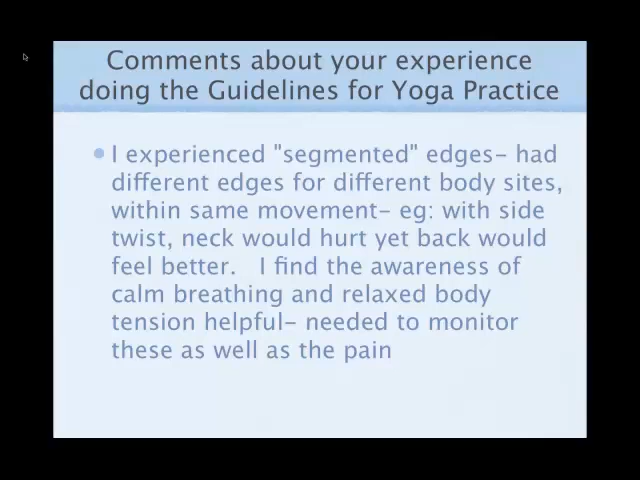 Comments about your experience
doing the Guidelines for Yoga Practice
I experienced "segmented" edges– had
different edges for different body sites,
within same movement– eg: with side
twist, neck would hurt yet back would
feel better.   I find the awareness of
calm breathing and relaxed body
tension helpful– needed to monitor
these as well as the pain